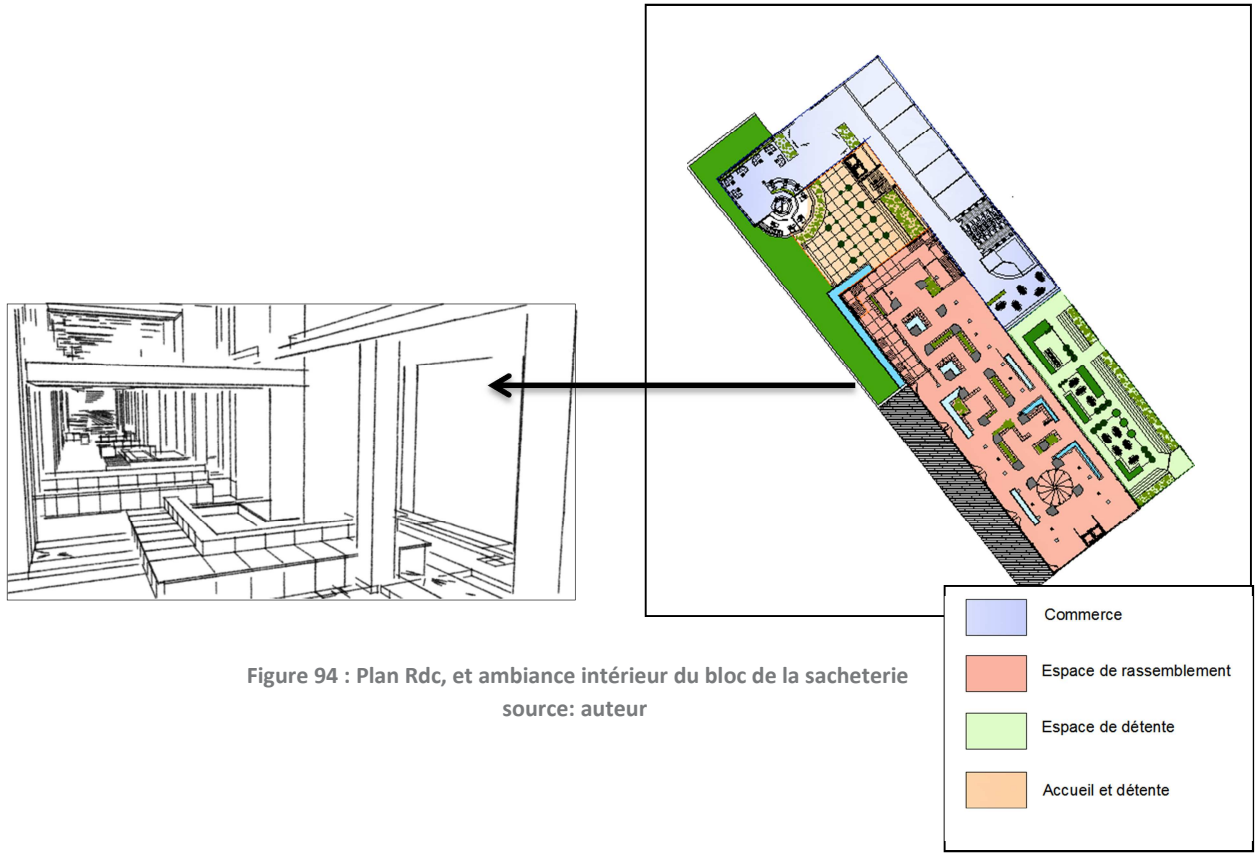 Commerce
Espace de rassemblement
Espace de détente
Accueil et détente
Figure 94 : Plan Rdc, et ambiance intérieur du bloc de la sacheterie
source: auteur